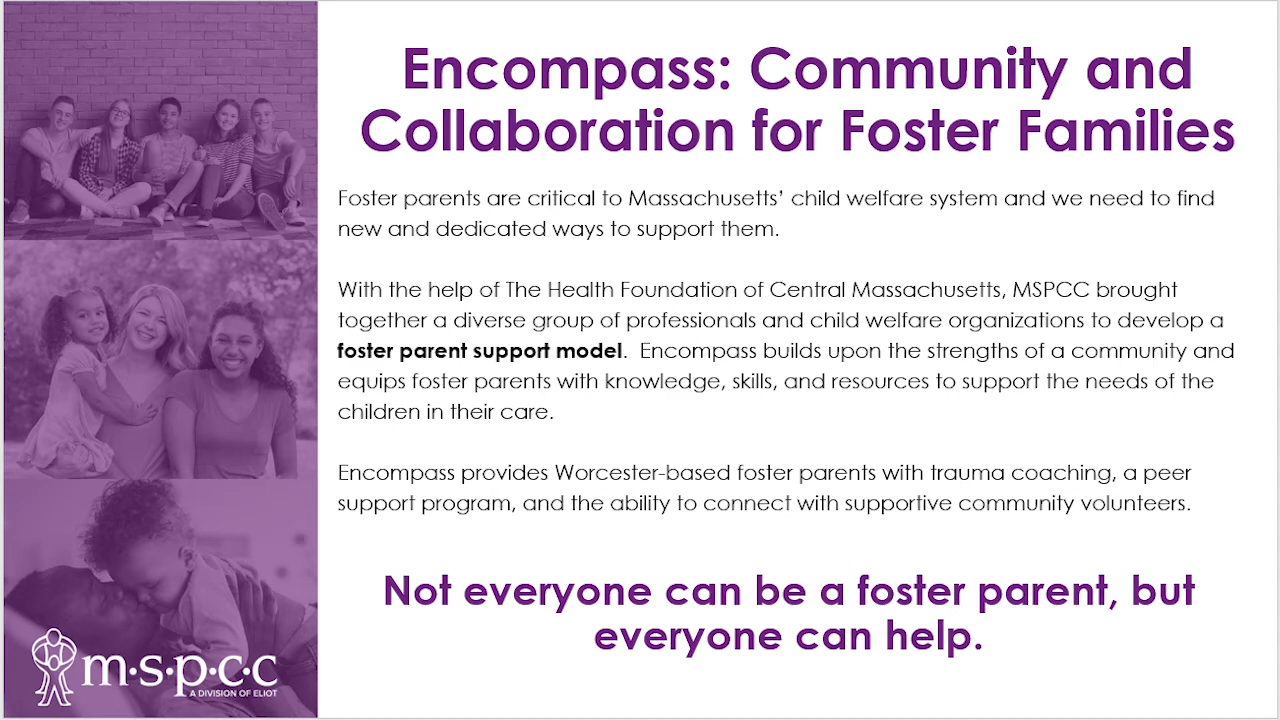 Encompass: Community and
Collaboration for Foster Families
Foster parents are critical to Massachusetts’ child welfare system and we need to find
new and dedicated ways to support them.
With the help of The Health Foundation of Central Massachusetts, MSPCC brought
together a diverse group of professionals and child welfare organizations to develop a
foster parent support model.  Encompass builds upon the strengths of a community and
equips foster parents with knowledge, skills, and resources to support the needs of the
children in their care.
Encompass provides Worcester-based foster parents with trauma coaching, a peer
support program, and the ability to connect with supportive community volunteers.
Not everyone can be a foster parent, but
everyone can help.
m·s·p·c·c
A DIVISION OF ELIOT